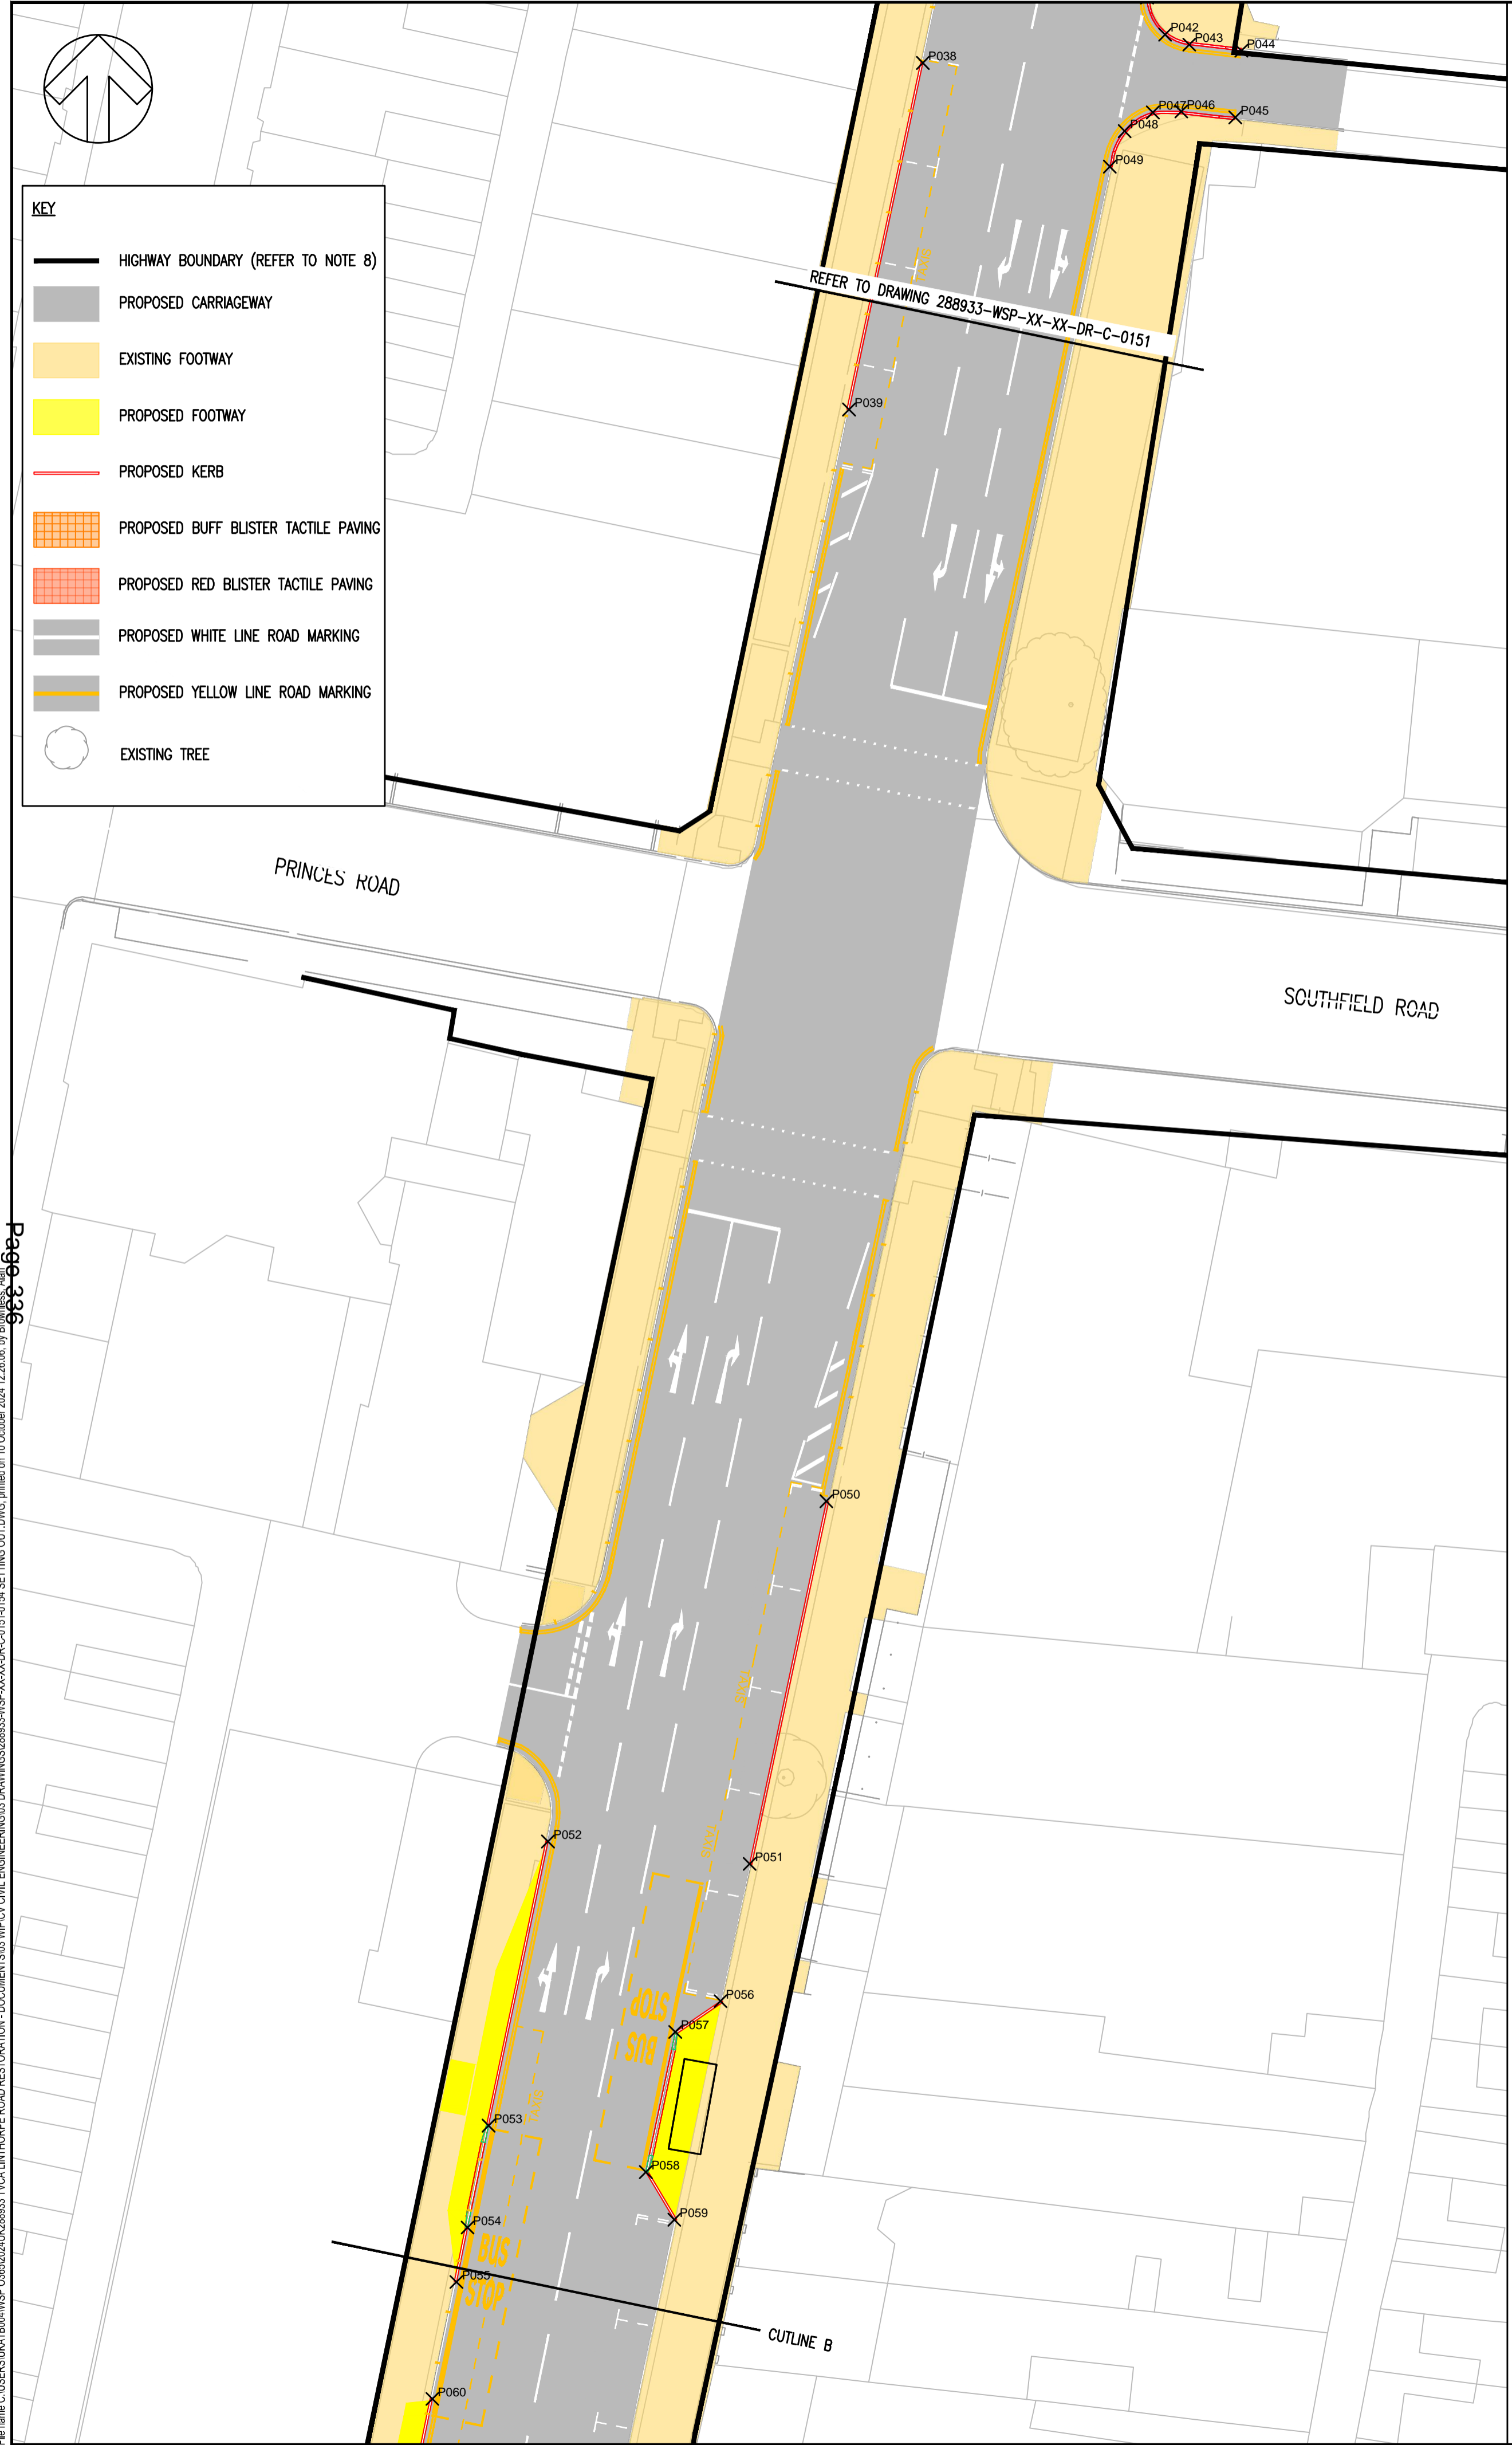 P042
P043
P044
P038
P047
P046
P045
P048
P049
KEY
HIGHWAY BOUNDARY (REFER TO NOTE 8)
PROPOSED CARRIAGEWAY
EXISTING FOOTWAY
PROPOSED FOOTWAY
PROPOSED KERB
PROPOSED BUFF BLISTER TACTILE PAVING
PROPOSED RED BLISTER TACTILE PAVING
PROPOSED WHITE LINE ROAD MARKING
PROPOSED YELLOW LINE ROAD MARKING
EXISTING TREE
REFER TO DRAWING 288933-WSP-XX-XX-DR-C-0151
P039
PRINCES ROAD
SOUTHFIELD ROAD
Page 336
P050
P052
P051
P056
STOP
BUS
P057
P053
P058
P059
P054
BUS
STOP
P055
CUTLINE B
P060